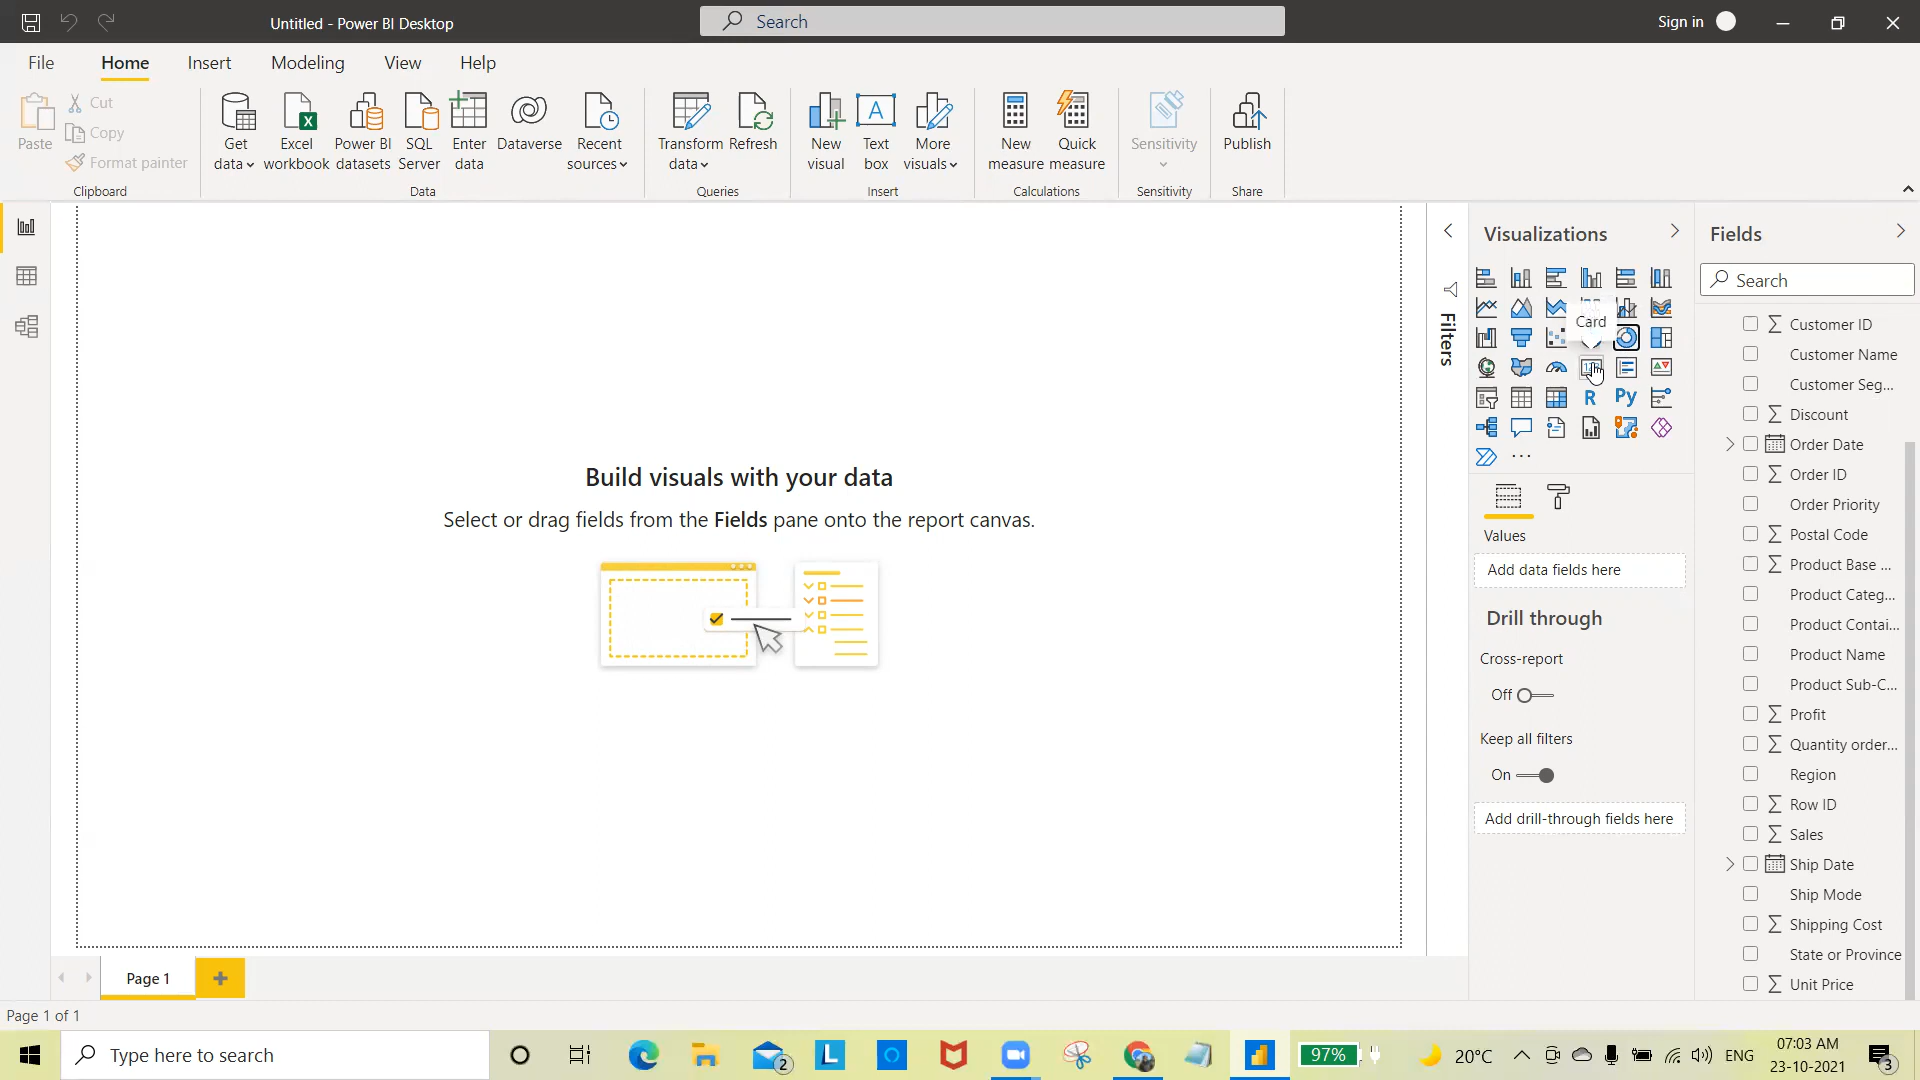 Untitled - Power BI Desktop
Search
Sign in
File
Home
Insert
Modeling
View
Help
Paste
Cut
Copy
Format painter
Clipboard
Get data
Excel workbook
Power BI datasets
SQL Server
Enter data
Dataverse
Recent sources
Data
Transform data
Refresh
Queries
New visual
A
Text box
More visuals
Insert
New measure
Quick measure
Calculations
Sensitivity
Sensitivity
Publish
Share
Build visuals with your data
Select or drag fields from the Fields pane onto the report canvas.
Filters
Visualizations
Card
R
Py
...
Values
Add data fields here
Drill through
Cross-report
Off
Keep all filters
On
Add drill-through fields here
Fields
Search
Customer ID
Customer Name
Customer Seg...
Discount
Order Date
Order ID
Order Priority
Postal Code
Product Base ...
Product Categ...
Product Contai...
Product Name
Product Sub-C...
Profit
Quantity order...
Region
Row ID
Sales
Ship Date
Ship Mode
Shipping Cost
State or Province
Unit Price
Page 1
Page 1 of 1
Type here to search
2
L
97%
20°C
ENG
07:03 AM
23-10-2021
3